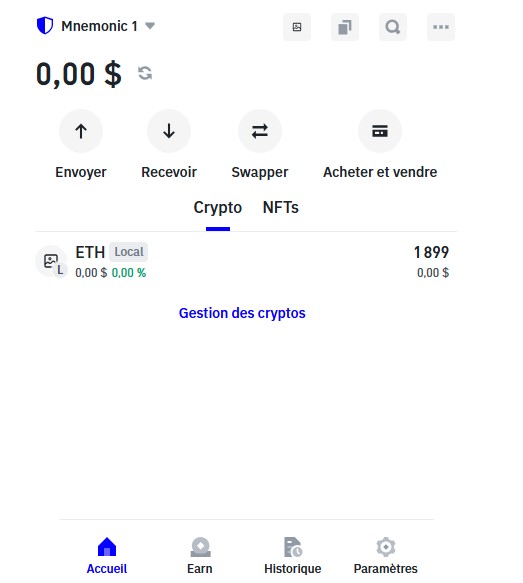 Mnemonic 1
0,00 $
Envoyer Recevoir Swapper Acheter et vendre
Crypto NFTs
ETH Local 1 899
L 0,00 $ 0,00 % 0,00 $
Gestion des cryptos
Accueil Earn Historique Paramètres